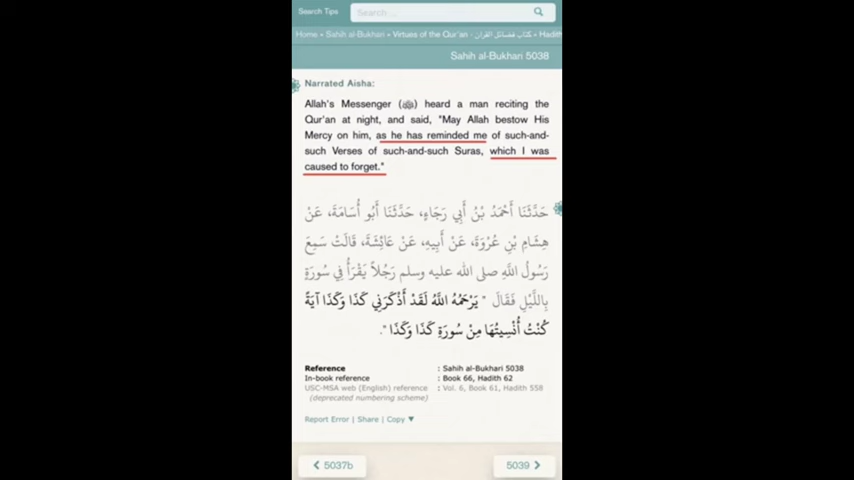 Search Tips
Search ...
Home » Sahih al-Bukhari » Virtues of the Qur'an - كتاب فضائل القرآن » Hadith
Sahih al-Bukhari 5038
Narrated Aisha:
Allah's Messenger (ﷺ) heard a man reciting the
Qur'an at night, and said, "May Allah bestow His
Mercy on him, as he has reminded me of such-and-
such Verses of such-and-such Suras, which I was
caused to forget."
حَدَّثَنَا أَحْمَدُ بْنُ أَبِي رَجَاءٍ، حَدَّثَنَا أَبُو أُسَامَةَ، عَنْ
هِشَامِ بْنِ عُرْوَةَ، عَنْ أَبِيهِ، عَنْ عَائِشَةَ، قَالَتْ سَمِعَ
رَسُولُ اللَّهِ صلى الله عليه وسلم رَجُلاً يَقْرَأُ فِي سُورَةٍ
بِاللَّيْلِ فَقَالَ " يَرْحَمُهُ اللَّهُ لَقَدْ أَذْكَرَنِي كَذَا وَكَذَا آيَةً
كُنْتُ أُنْسِيتُهَا مِنْ سُورَةِ كَذَا وَكَذَا ".
Reference : Sahih al-Bukhari 5038
In-book reference : Book 66, Hadith 62
USC-MSA web (English) reference : Vol. 6, Book 61, Hadith 558
(deprecated numbering scheme)
Report Error | Share | Copy ▼
5037b
5039